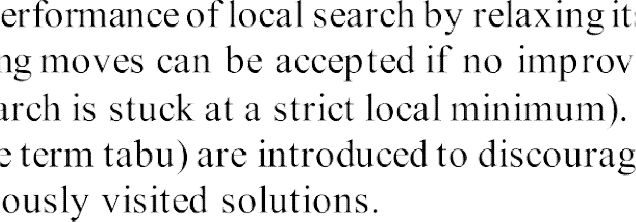 erformance of local search by relaxing its
ng moves can be accepted if no improv
arch is stuck at a strict local minimum).
e term tabu) are introduced to discourag
ously visited solutions.